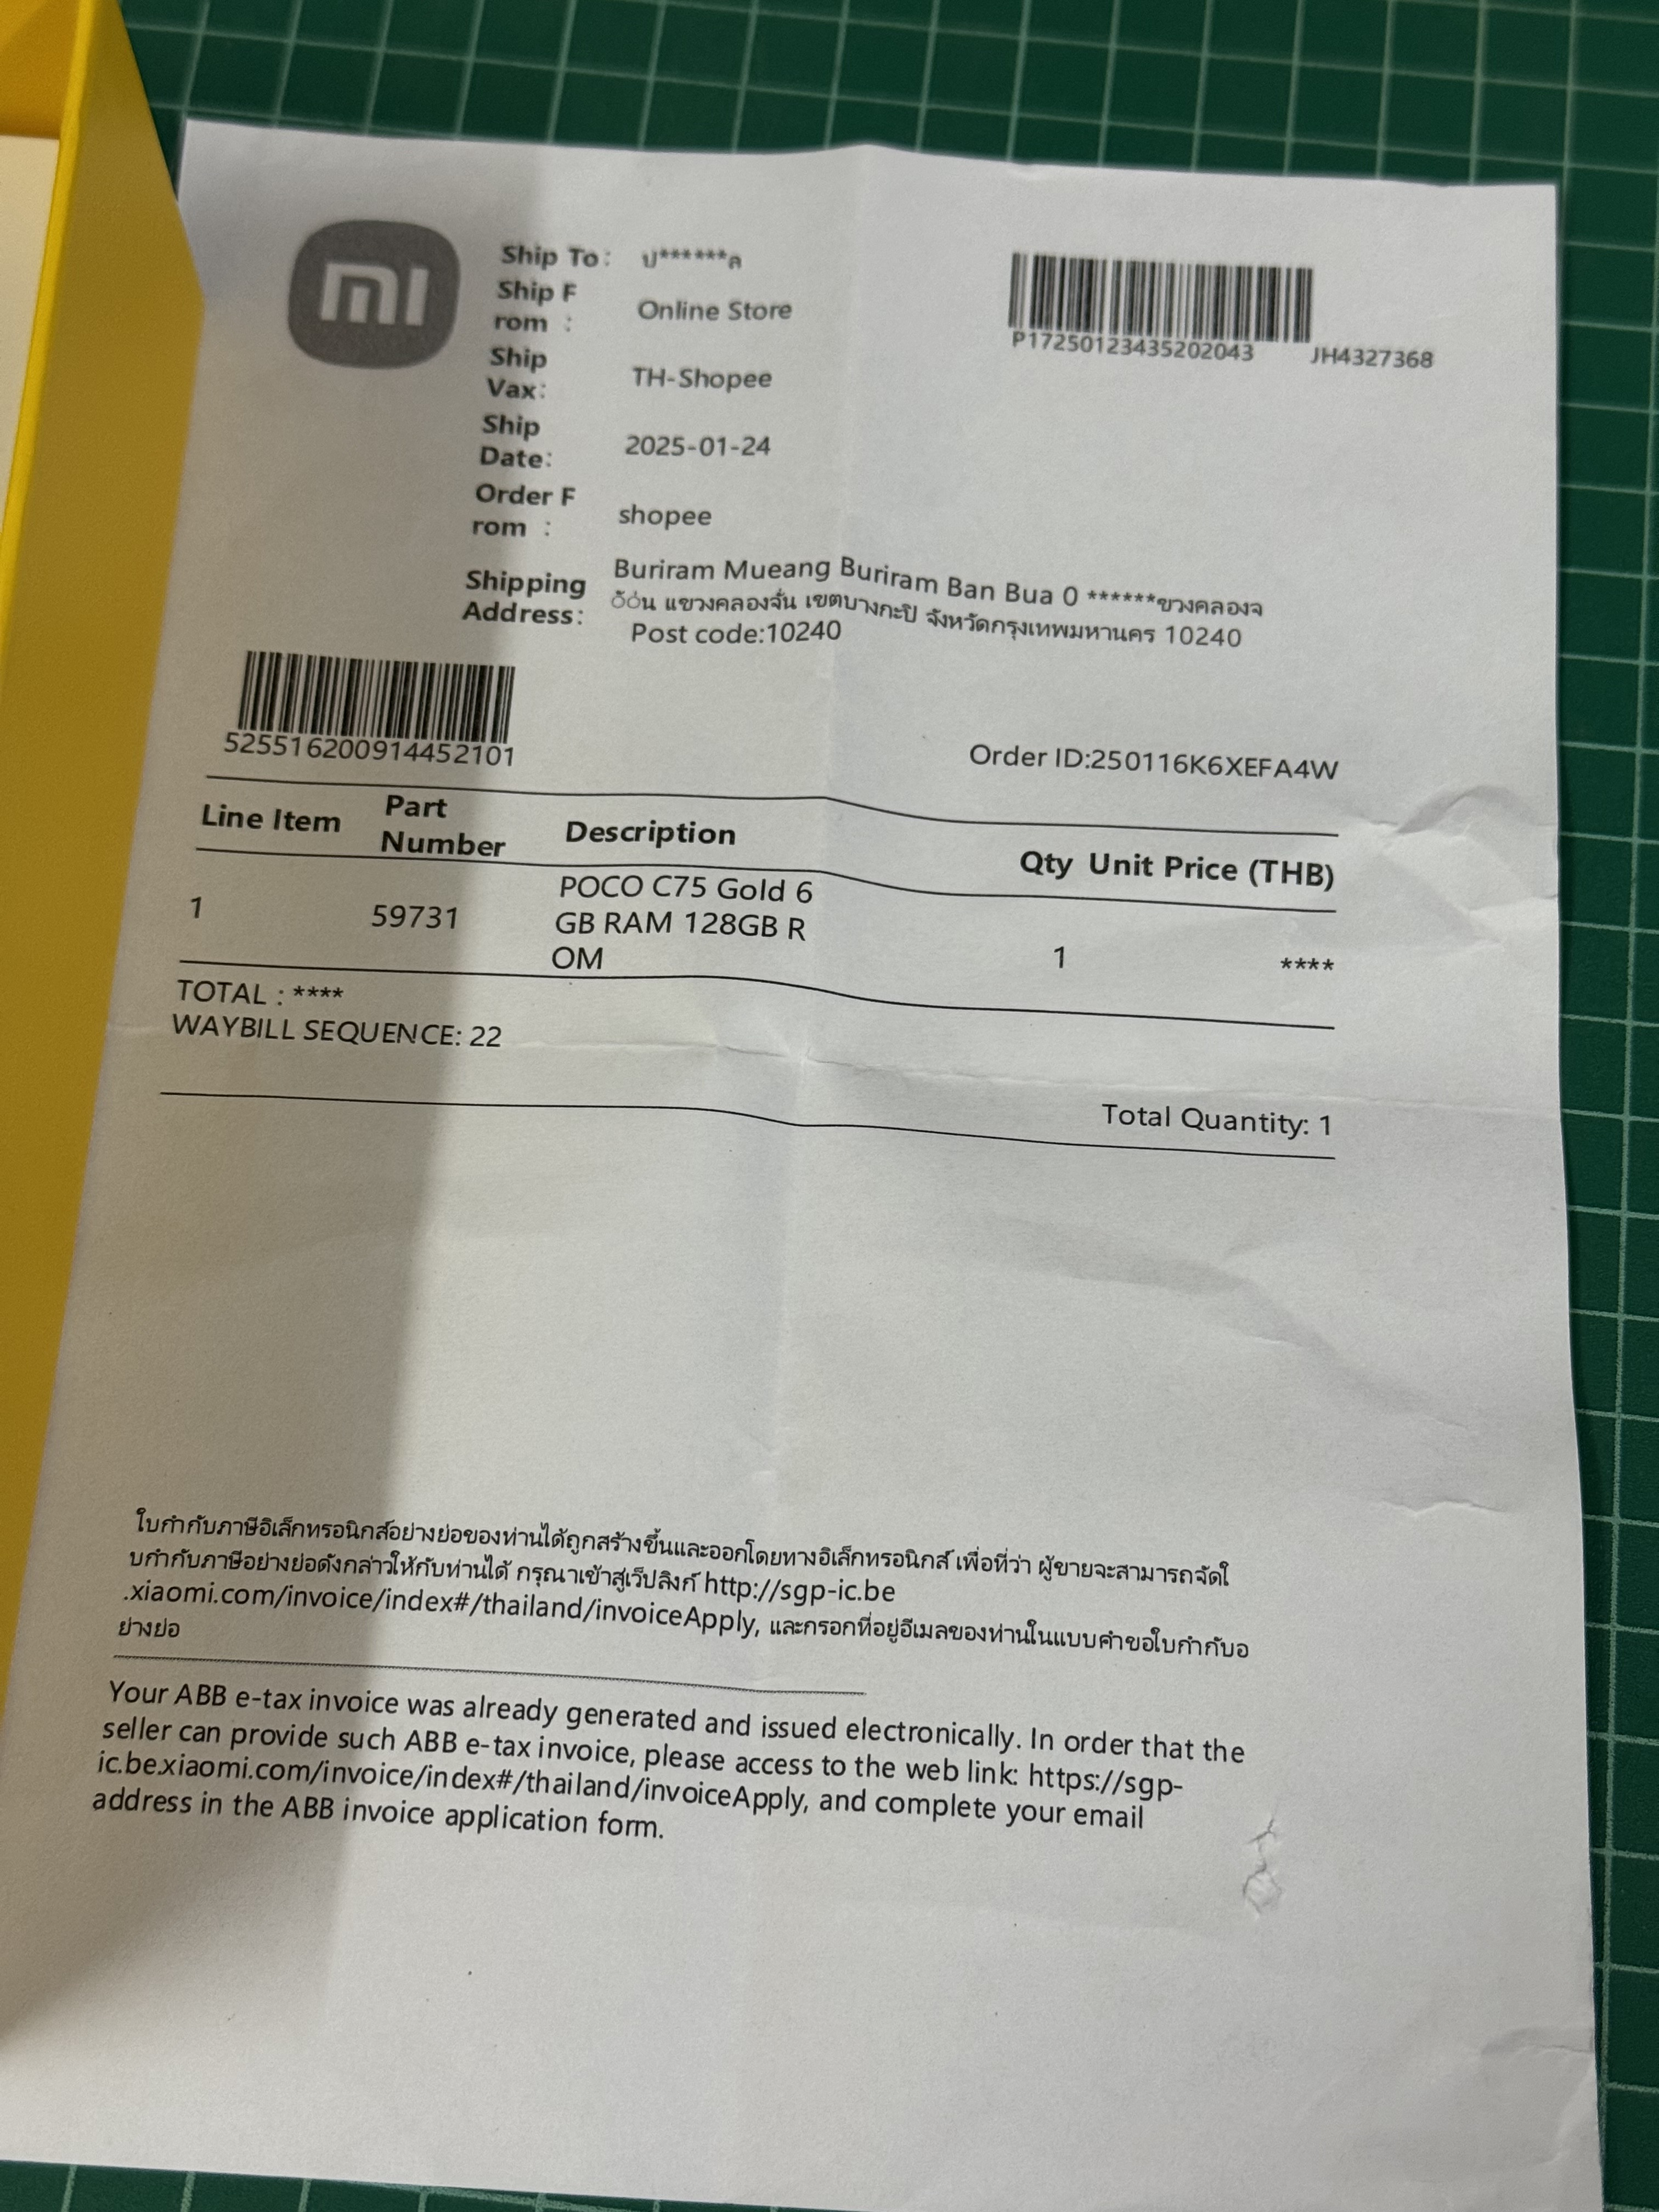 mi
Ship To: ป******ล
Ship F
rom :
Online Store
Ship
Vax:
TH-Shopee
Ship
Date:
2025-01-24
Order F
rom :
shopee
Shipping
Address:
Buriram Mueang Buriram Ban Bua 0 ******ขวงคลองจ
ั่น แขวงคลองจั่น เขตบางกะปิ จังหวัดกรุงเทพมหานคร 10240
Post code:10240
P17250123435202043 JH4327368
525516200914452101
Order ID:250116K6XEFA4W
Line Item Part Number Description Qty Unit Price (THB)
1 59731 POCO C75 Gold 6
GB RAM 128GB R
OM
1 ****
TOTAL : ****
WAYBILL SEQUENCE: 22
Total Quantity: 1
ใบกำกับภาษีอิเล็กทรอนิกส์อย่างย่อของท่านได้ถูกสร้างขึ้นและออกโดยทางอิเล็กทรอนิกส์ เพื่อที่ว่า ผู้ขายจะสามารถจัดใ
บกำกับภาษีอย่างย่อดังกล่าวให้กับท่านได้ กรุณาเข้าสู่เว็ปลิงก์ http://sgp-ic.be
.xiaomi.com/invoice/index#/thailand/invoiceApply, และกรอกที่อยู่อีเมลของท่านในแบบคำขอใบกำกับอ
ย่างย่อ
Your ABB e-tax invoice was already generated and issued electronically. In order that the
seller can provide such ABB e-tax invoice, please access to the web link: https://sgp-
ic.be.xiaomi.com/invoice/index#/thailand/invoiceApply, and complete your email
address in the ABB invoice application form.